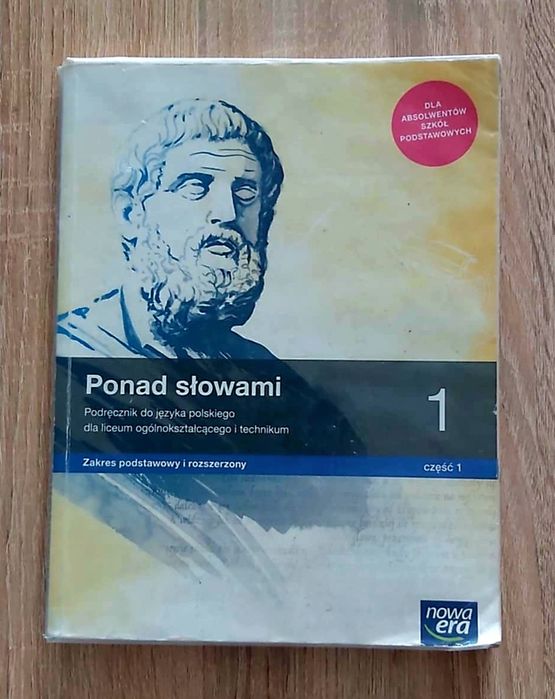 DLA
ABSOLWENTÓW
SZKÓŁ
PODSTAWOWYCH
Ponad słowami
1
Podręcznik do języka polskiego
dla liceum ogólnokształcącego i technikum
Zakres podstawowy i rozszerzony
część 1
nowa
era